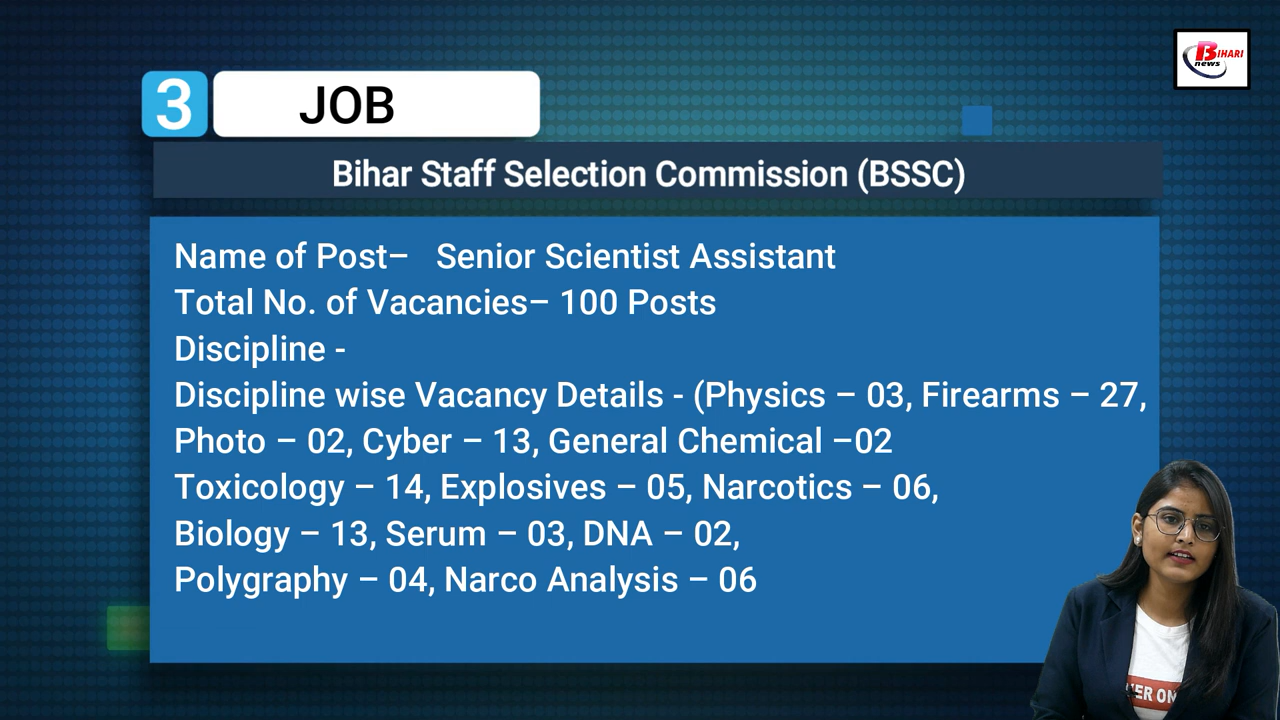 3 JOB
BIHARI
news
Bihar Staff Selection Commission (BSSC)
Name of Post– Senior Scientist Assistant
Total No. of Vacancies– 100 Posts
Discipline -
Discipline wise Vacancy Details - (Physics – 03, Firearms – 27,
Photo – 02, Cyber – 13, General Chemical –02
Toxicology – 14, Explosives – 05, Narcotics – 06,
Biology – 13, Serum – 03, DNA – 02,
Polygraphy – 04, Narco Analysis – 06